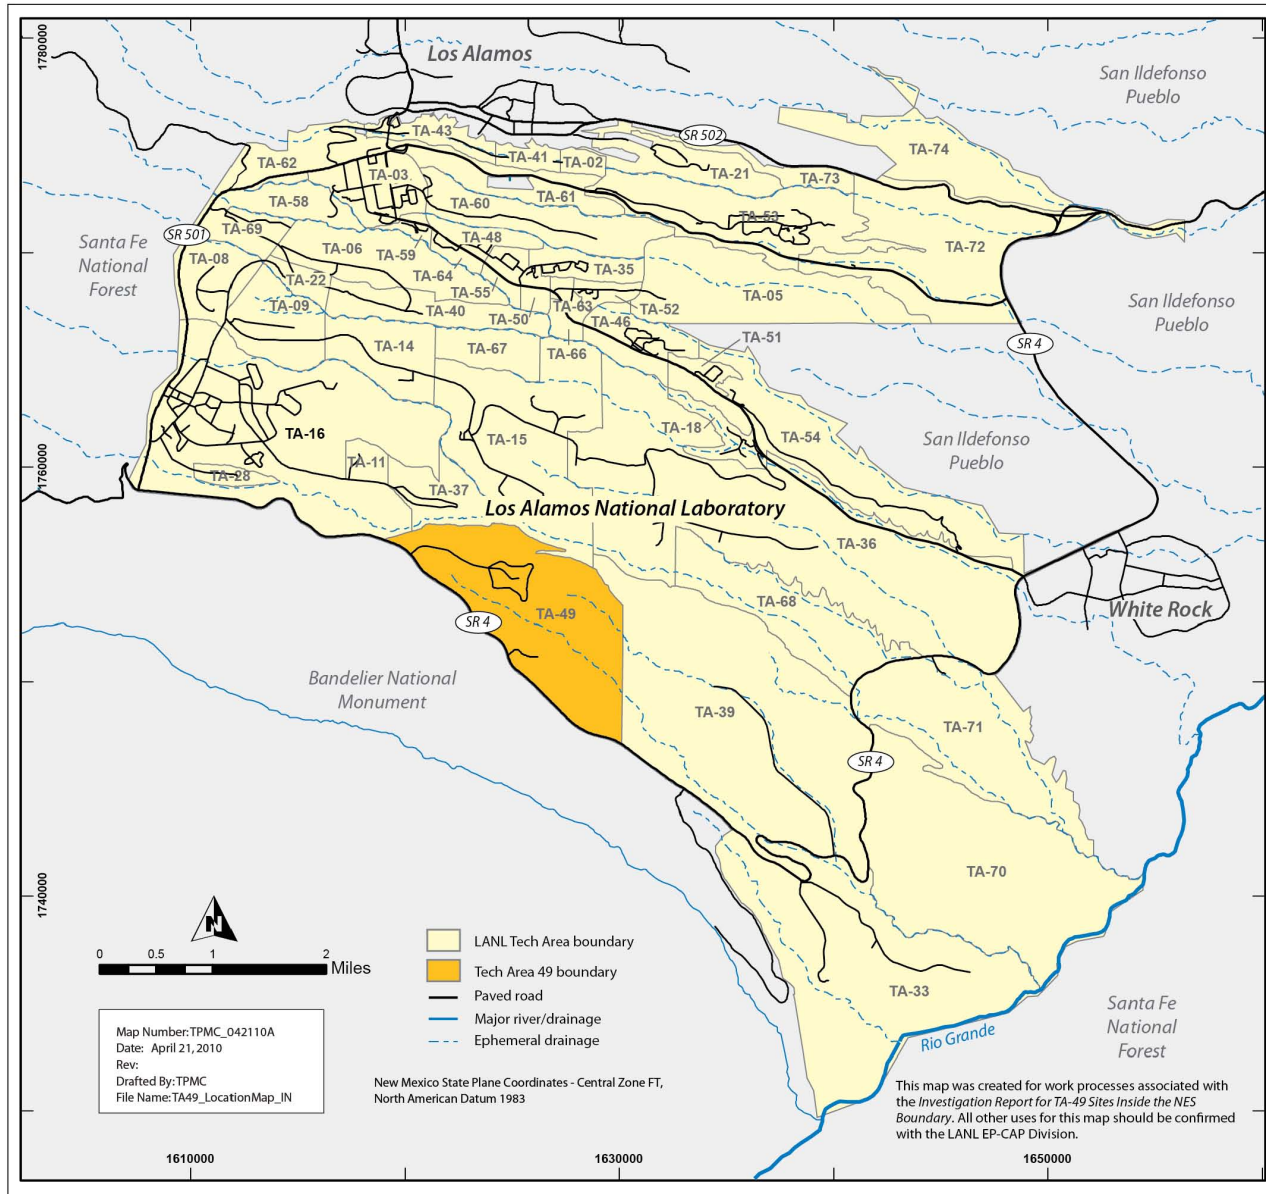 1780000
Los Alamos
San Ildefonso
Pueblo
TA-43
SR 502
TA-74
TA-62
TA-41
TA-02
TA-03
TA-21
TA-73
TA-58
TA-60
TA-61
TA-53
TA-69
SR 501
TA-48
TA-72
Santa Fe
National
Forest
TA-08
TA-06
TA-59
TA-64
TA-35
TA-22
TA-55
TA-05
TA-09
TA-40
TA-50
TA-63
TA-46
TA-52
San Ildefonso
Pueblo
TA-14
TA-67
TA-66
TA-51
SR 4
TA-16
TA-15
TA-18
TA-54
San Ildefonso
Pueblo
1760000
TA-11
TA-28
TA-37
Los Alamos National Laboratory
TA-36
TA-49
TA-68
White Rock
SR 4
Bandelier National
Monument
TA-39
TA-71
SR 4
TA-70
1740000
N
0 0.5 1 2
Miles
LANL Tech Area boundary
Tech Area 49 boundary
Paved road
Major river/drainage
Ephemeral drainage
TA-33
Rio Grande
Santa Fe
National
Forest
Map Number: TPMC_042110A
Date: April 21, 2010
Rev:
Drafted By: TPMC
File Name: TA49_LocationMap_IN
New Mexico State Plane Coordinates - Central Zone FT,
North American Datum 1983
This map was created for work processes associated with
the Investigation Report for TA-49 Sites Inside the NES
Boundary. All other uses for this map should be confirmed
with the LANL EP-CAP Division.
1610000
1630000
1650000